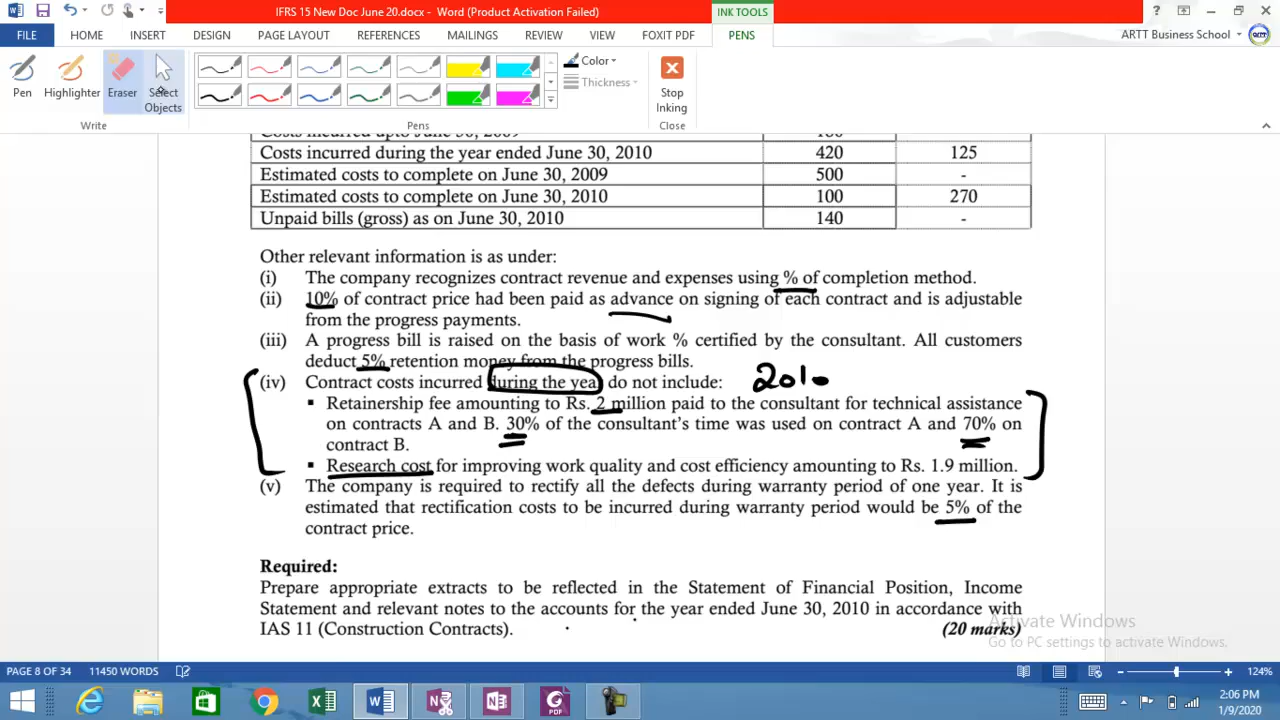 IFRS 15 New Doc June 20.docx - Word (Product Activation Failed)
INK TOOLS
FILE HOME INSERT DESIGN PAGE LAYOUT REFERENCES MAILINGS REVIEW VIEW FOXIT PDF PENS
ARTT Business School
Pen Highlighter Eraser Select Objects
Color
Thickness
Stop Inking
Write Pens Close
Costs incurred upto June 30, 2009 180
Costs incurred during the year ended June 30, 2010 420 125
Estimated costs to complete on June 30, 2009 500 -
Estimated costs to complete on June 30, 2010 100 270
Unpaid bills (gross) as on June 30, 2010 140 -
Other relevant information is as under:
(i) The company recognizes contract revenue and expenses using % of completion method.
(ii) 10% of contract price had been paid as advance on signing of each contract and is adjustable
from the progress payments.
(iii) A progress bill is raised on the basis of work % certified by the consultant. All customers
deduct 5% retention money from the progress bills.
(iv) Contract costs incurred during the year do not include: 2010
▪ Retainership fee amounting to Rs. 2 million paid to the consultant for technical assistance
on contracts A and B. 30% of the consultant's time was used on contract A and 70% on
contract B.
▪ Research cost for improving work quality and cost efficiency amounting to Rs. 1.9 million.
(v) The company is required to rectify all the defects during warranty period of one year. It is
estimated that rectification costs to be incurred during warranty period would be 5% of the
contract price.
Required:
Prepare appropriate extracts to be reflected in the Statement of Financial Position, Income
Statement and relevant notes to the accounts for the year ended June 30, 2010 in accordance with
IAS 11 (Construction Contracts). (20 marks)
Activate Windows
Go to PC settings to activate Windows.
PAGE 8 OF 34 11450 WORDS 124%
2:06 PM
1/9/2020